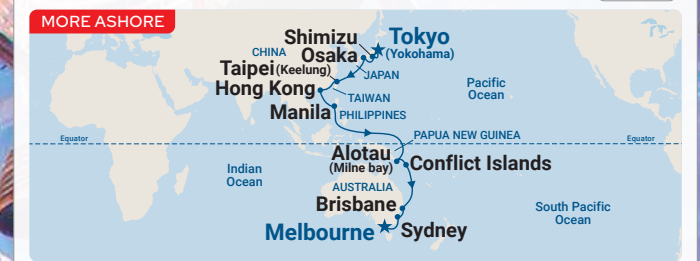 MORE ASHORE
Shimizu
Tokyo
CHINA
Osaka
(Yokohama)
Taipei (Keelung)
JAPAN
Hong Kong
TAIWAN
Pacific
Ocean
Manila
PHILIPPINES
Equator
PAPUA NEW GUINEA
Equator
Alotau
(Milne bay)
Conflict Islands
Indian
Ocean
AUSTRALIA
Brisbane
South Pacific
Ocean
Melbourne
Sydney